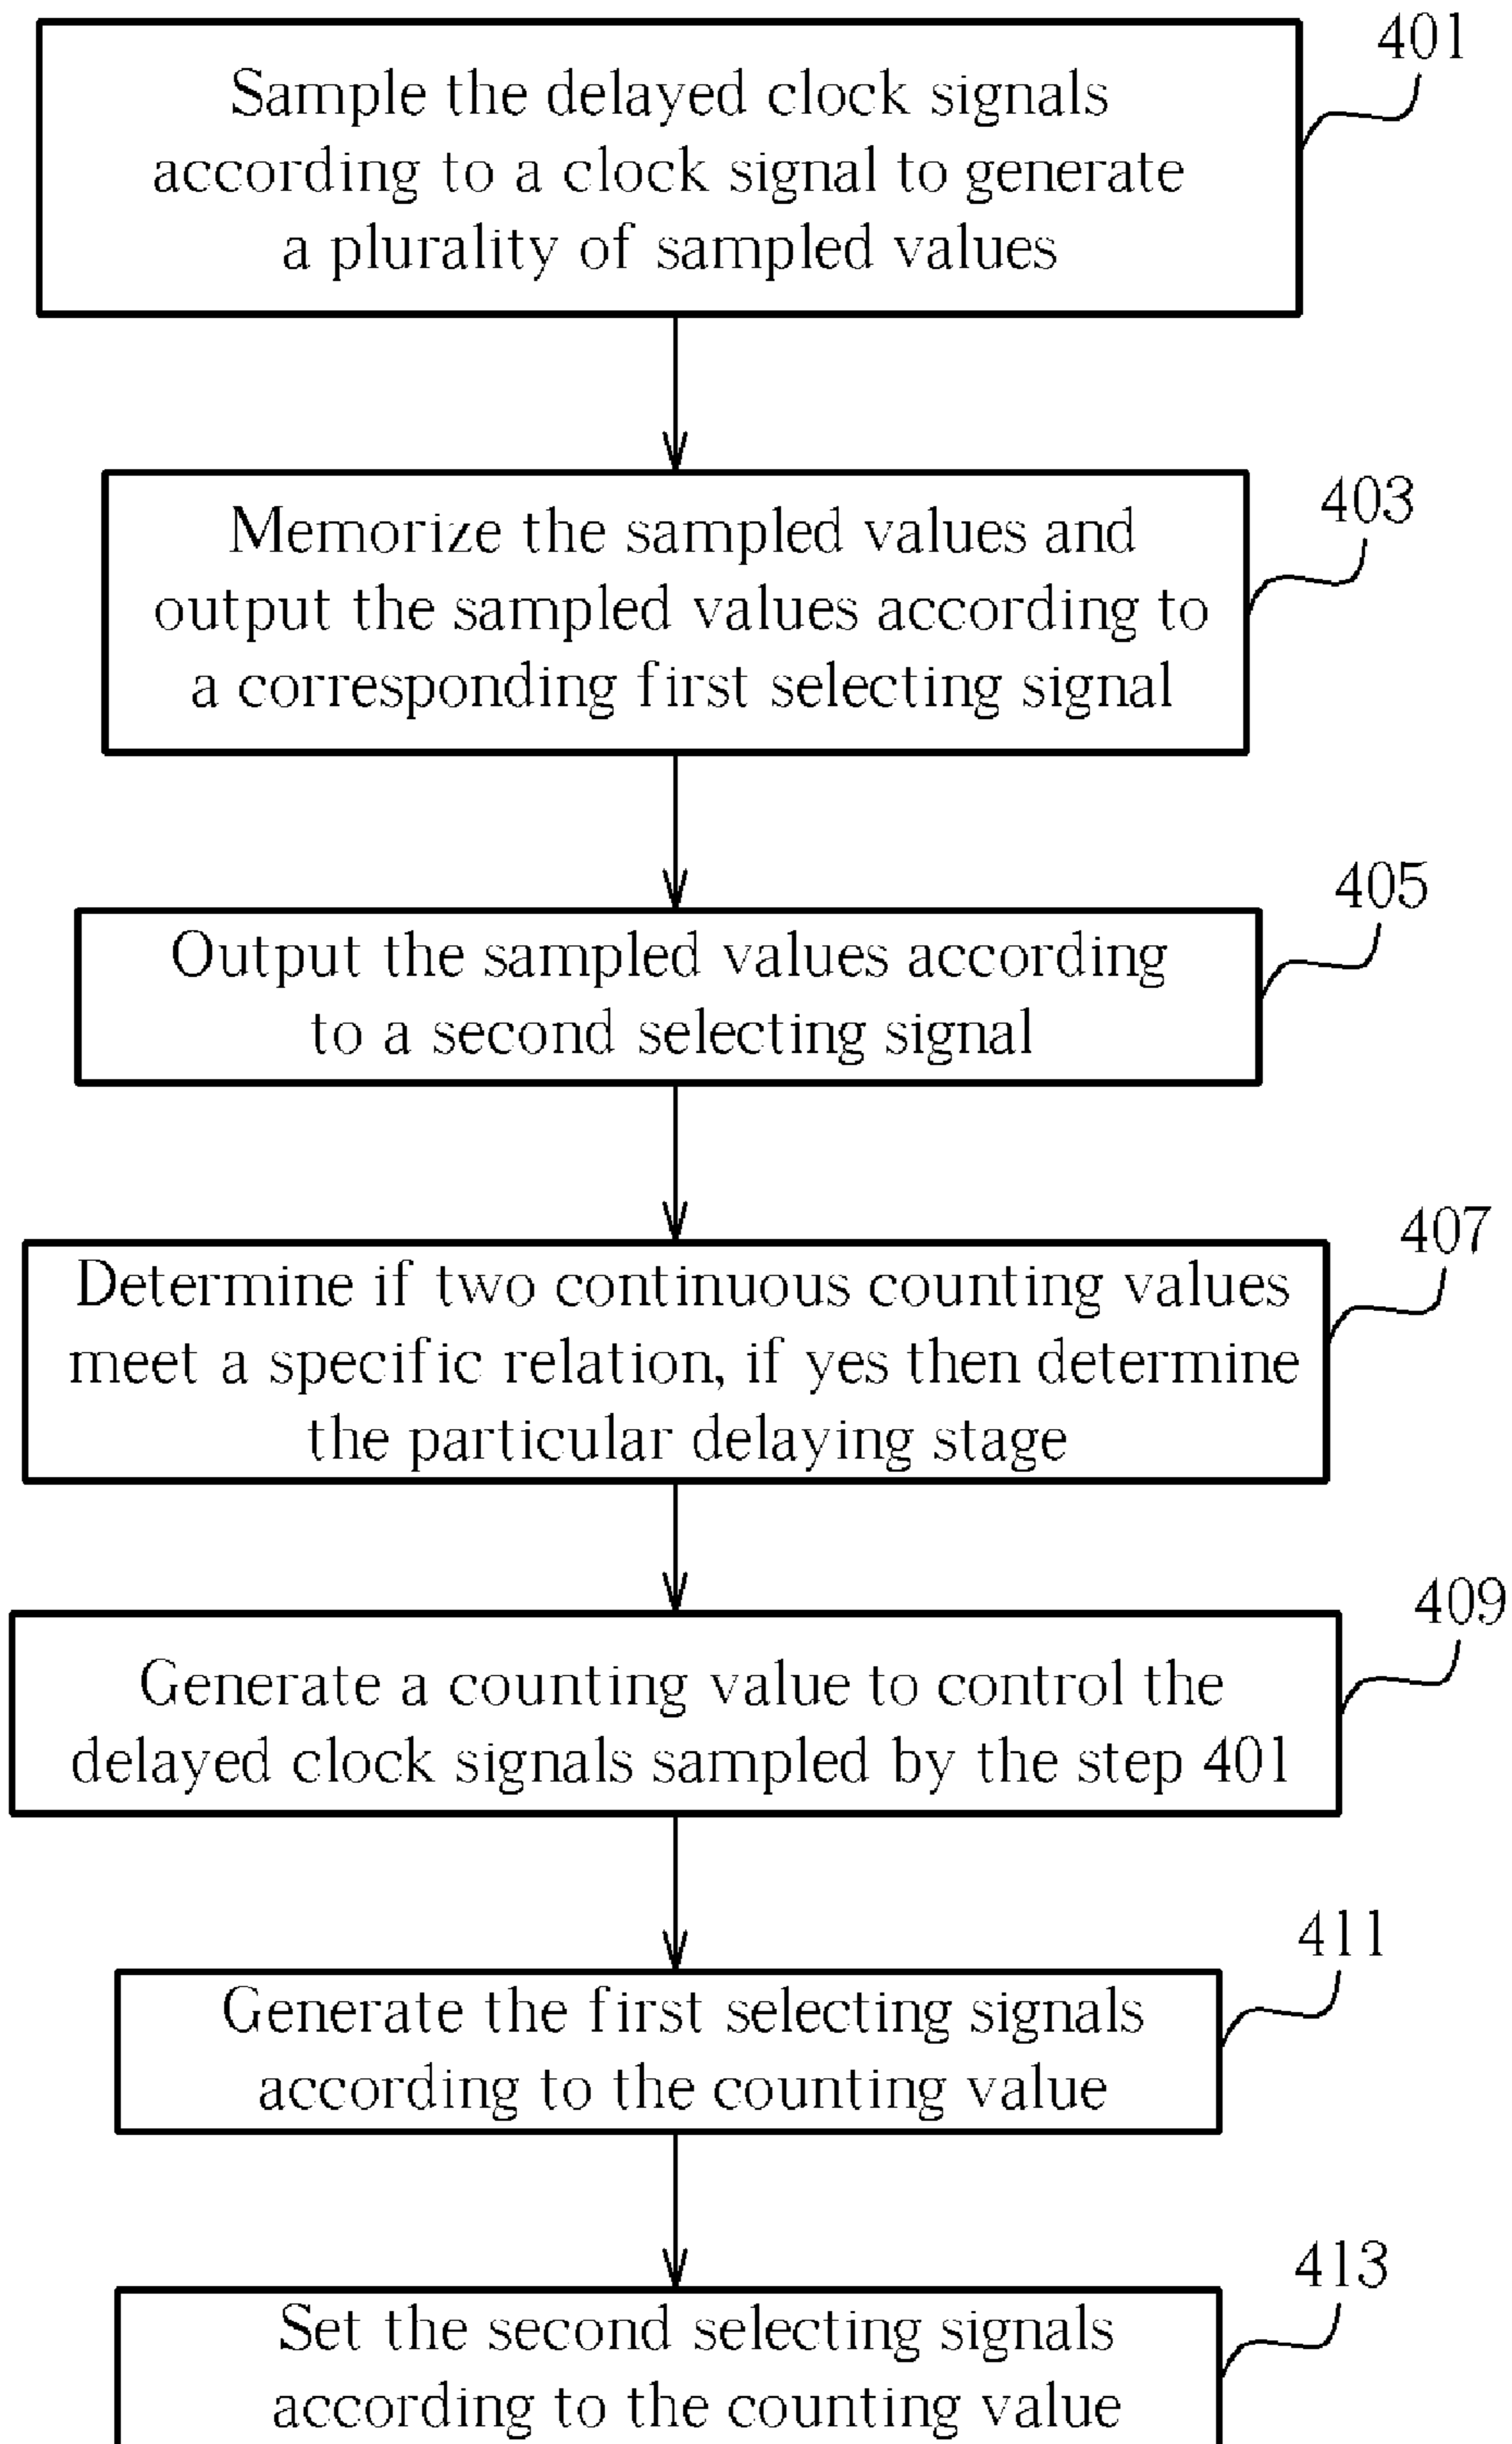 401
Sample the delayed clock signals
according to a clock signal to generate
a plurality of sampled values
403
Memorize the sampled values and
output the sampled values according to
a corresponding first selecting signal
405
Output the sampled values according
to a second selecting signal
407
Determine if two continuous counting values
meet a specific relation, if yes then determine
the particular delaying stage
409
Generate a counting value to control the
delayed clock signals sampled by the step 401
411
Generate the first selecting signals
according to the counting value
413
Set the second selecting signals
according to the counting value